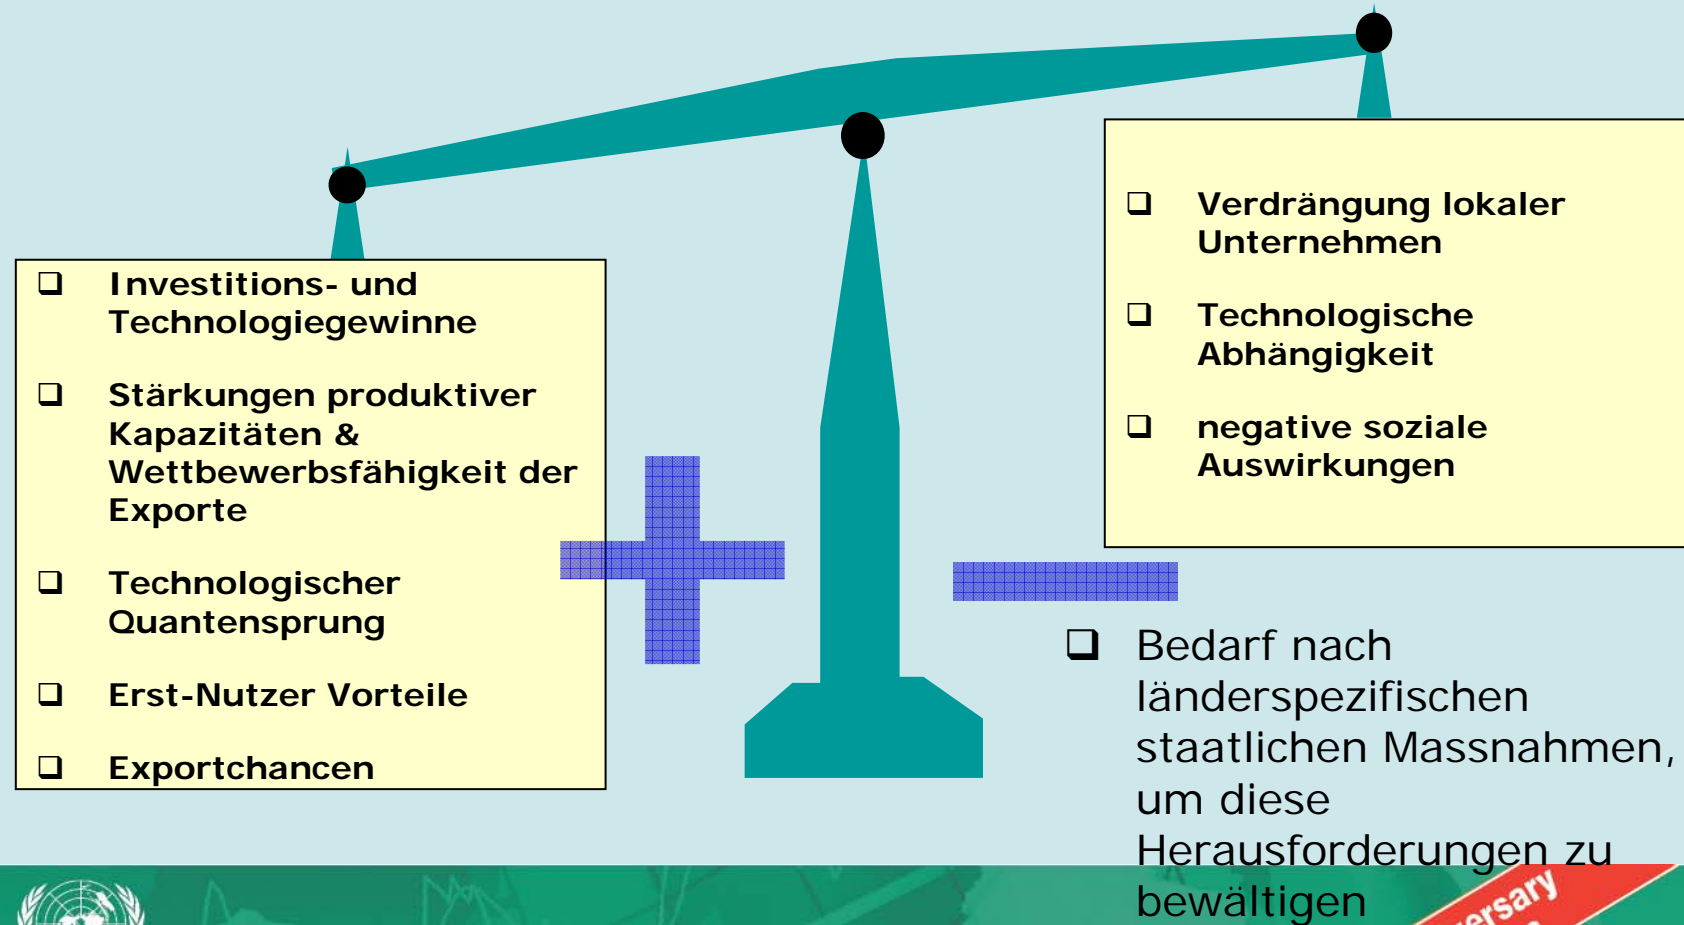 ❑ Investitions- und
Technologiegewinne
❑ Stärkungen produktiver
Kapazitäten &
Wettbewerbsfähigkeit der
Exporte
❑ Technologischer
Quantensprung
❑ Erst-Nutzer Vorteile
❑ Exportchancen
❑ Verdrängung lokaler
Unternehmen
❑ Technologische
Abhängigkeit
❑ negative soziale
Auswirkungen
❑ Bedarf nach
länderspezifischen
staatlichen Massnahmen,
um diese
Herausforderungen zu
bewältigen